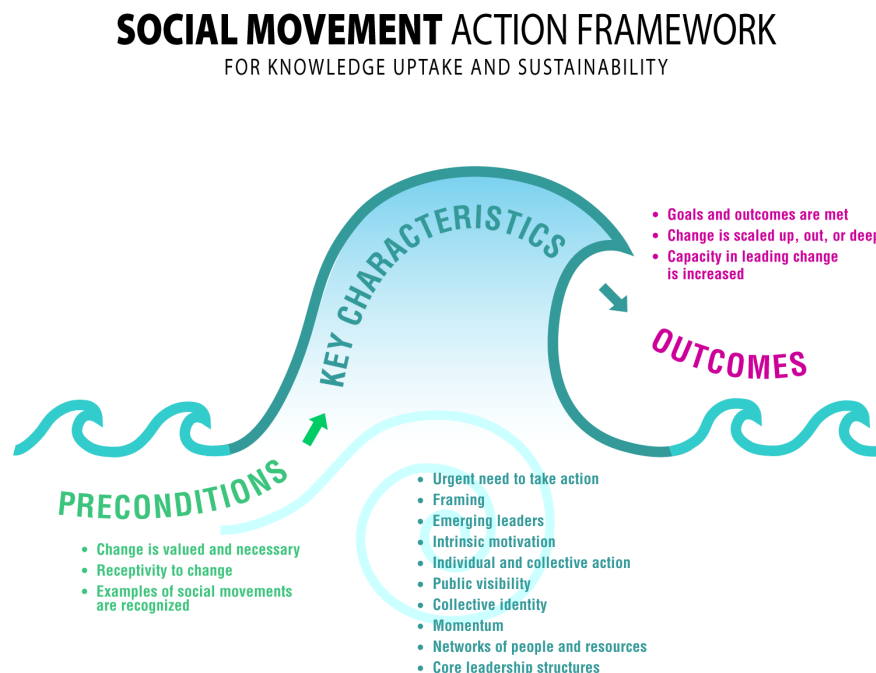 SOCIAL MOVEMENT ACTION FRAMEWORK
FOR KNOWLEDGE UPTAKE AND SUSTAINABILITY
KEY CHARACTERISTICS
• Goals and outcomes are met
• Change is scaled up, out, or deep
• Capacity in leading change
is increased
OUTCOMES
PRECONDITIONS
• Change is valued and necessary
• Receptivity to change
• Examples of social movements
are recognized
• Urgent need to take action
• Framing
• Emerging leaders
• Intrinsic motivation
• Individual and collective action
• Public visibility
• Collective identity
• Momentum
• Networks of people and resources
• Core leadership structures